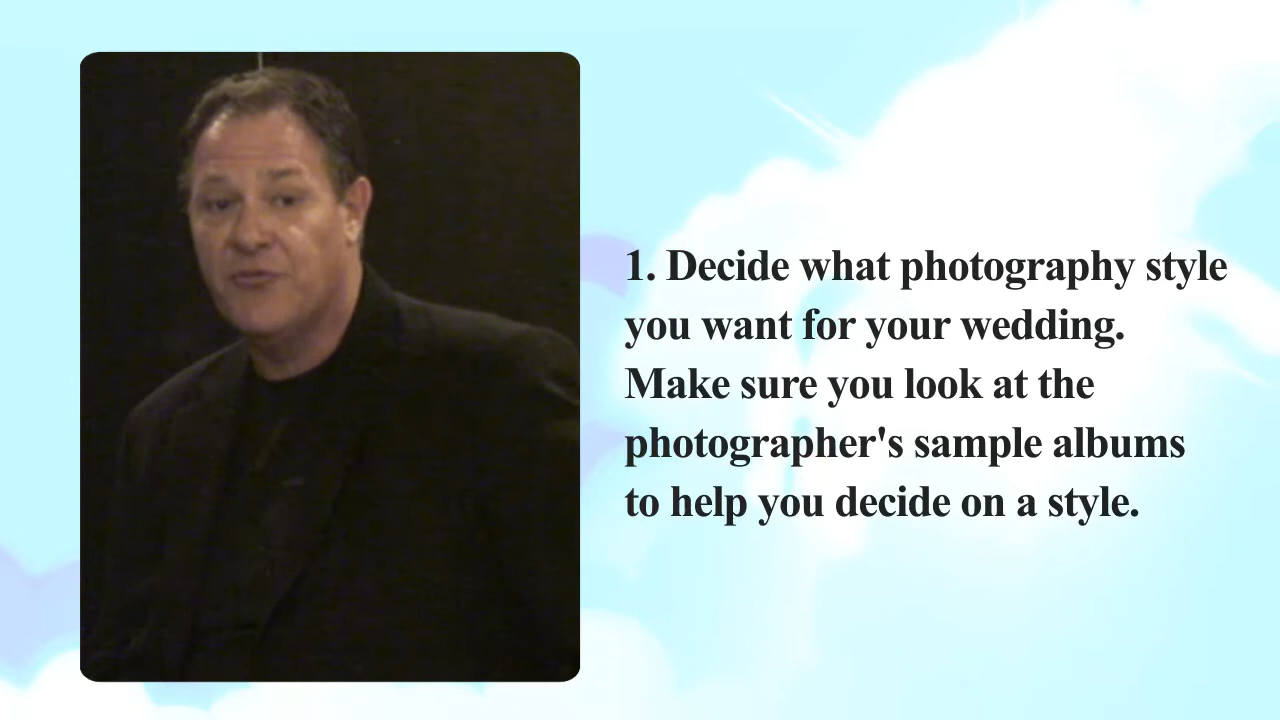 1. Decide what photography style
you want for your wedding.
Make sure you look at the
photographer's sample albums
to help you decide on a style.